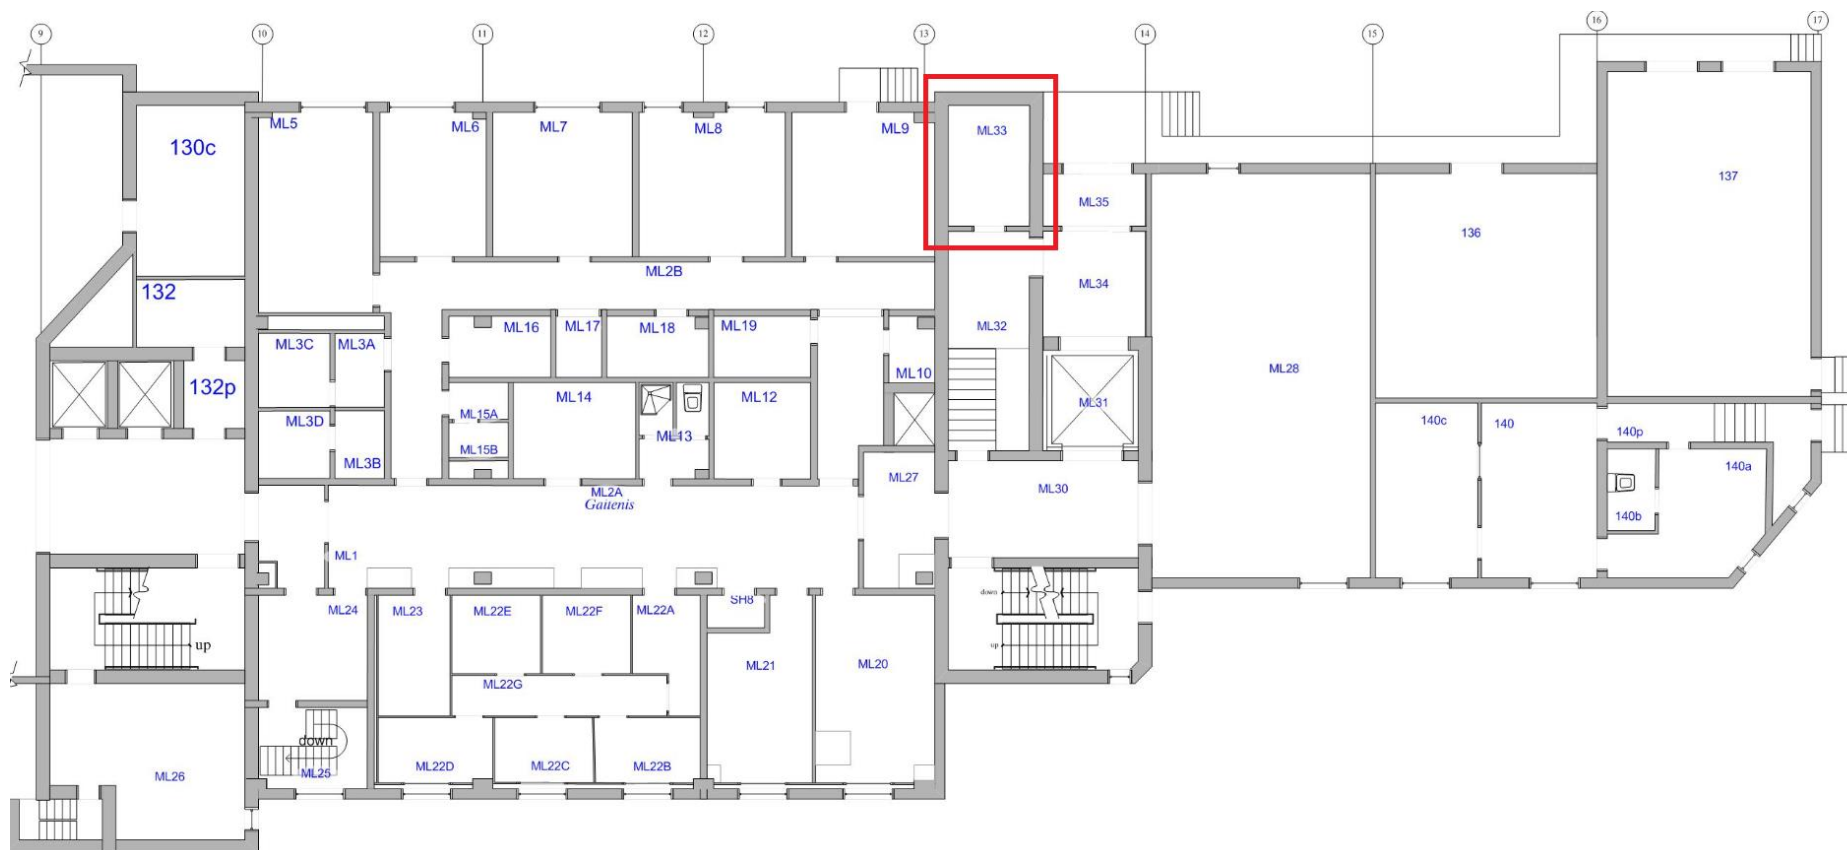 9 10 11 12 13 14 15 16 17
130c
ML5 ML6 ML7 ML8 ML9 ML33
137
ML35
136
ML2B
132
ML34
ML16 ML17 ML18 ML19 ML32
ML3C ML3A
ML10
ML28
132p
ML14 ML12
ML31
ML15A
ML3D
140c 140 140p
ML13
ML15B
ML3B
140a
ML27
ML2A
Gaitenis
ML30
140b
ML1
down
SH8
ML24 ML23 ML22E ML22F ML22A
up
up
ML21 ML20
ML22G
down
ML25
ML22D ML22C ML22B
ML26